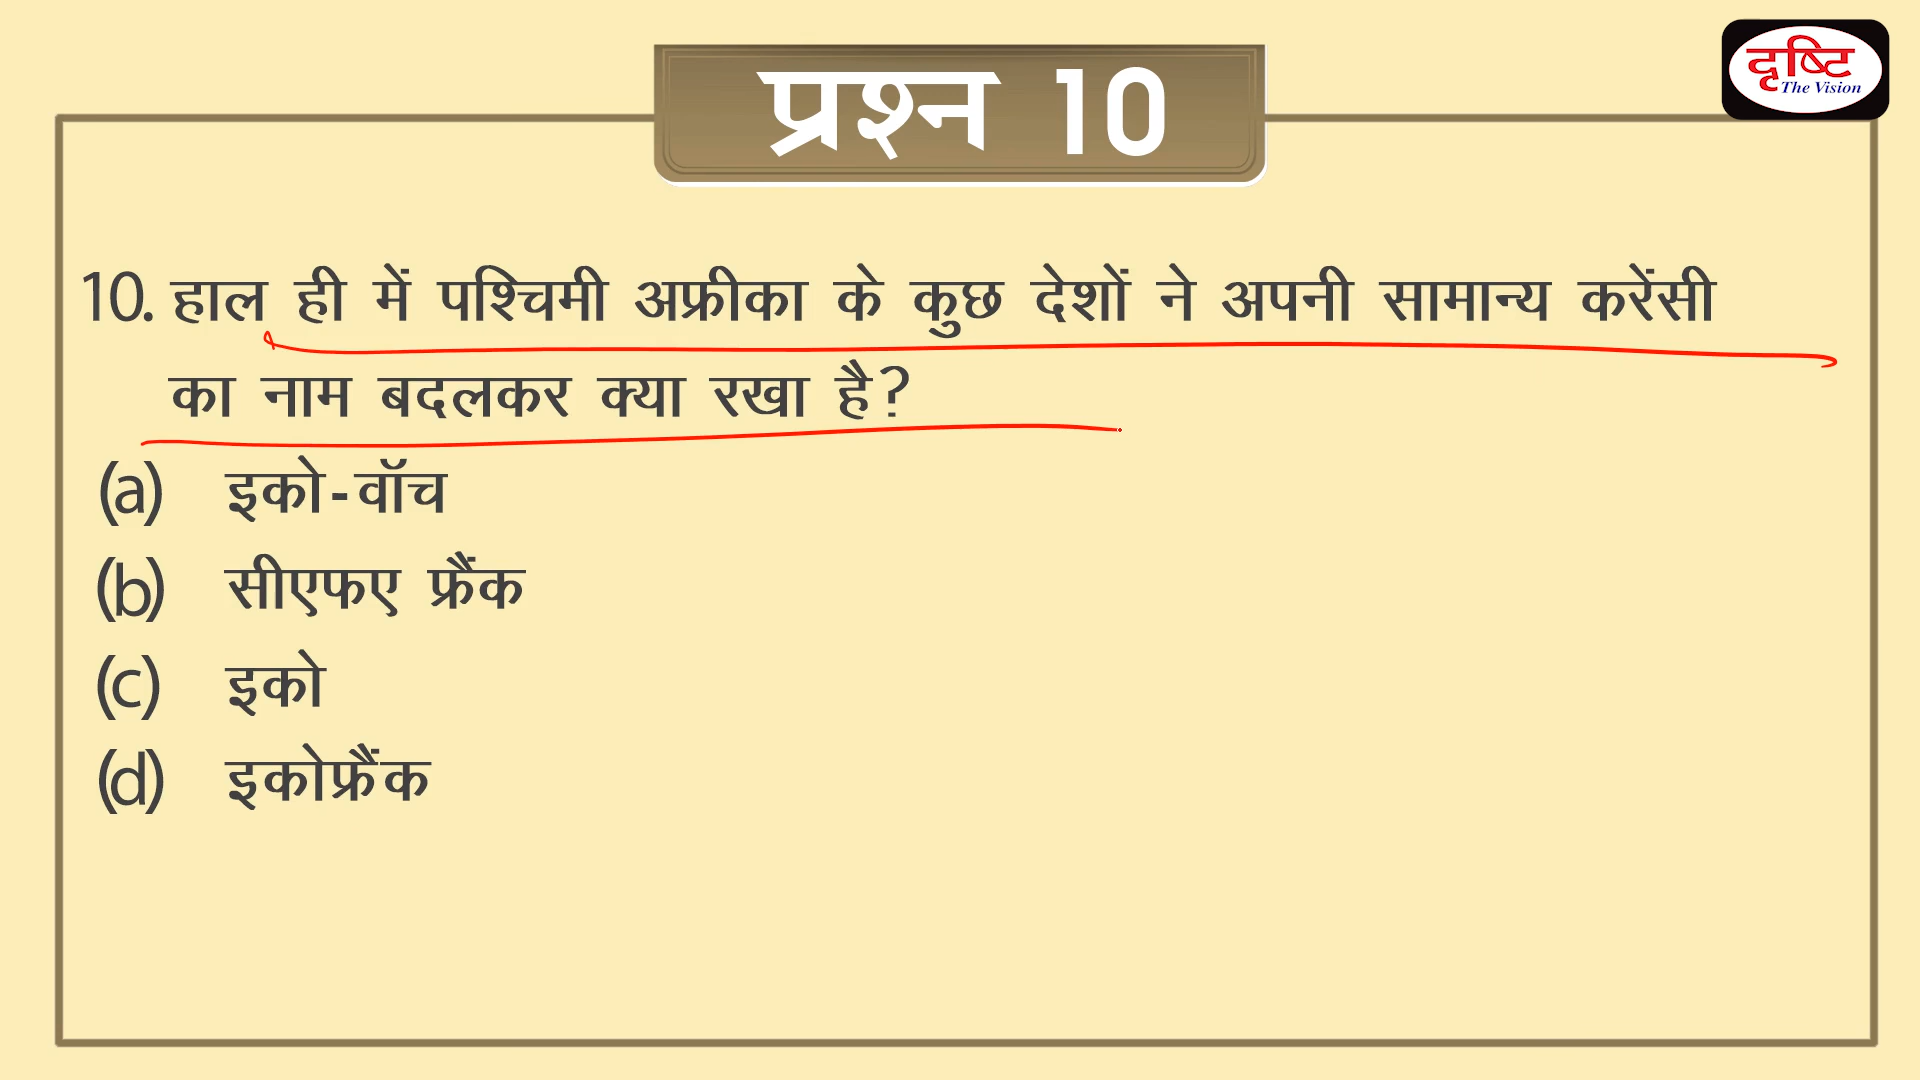 दृष्टि
The Vision
प्रश्न 10
10. हाल ही में पश्चिमी अफ्रीका के कुछ देशों ने अपनी सामान्य करेंसी
का नाम बदलकर क्या रखा है?
(a) इको-वॉच
(b) सीएफए फ्रैंक
(c) इको
(d) इकोफ्रैंक